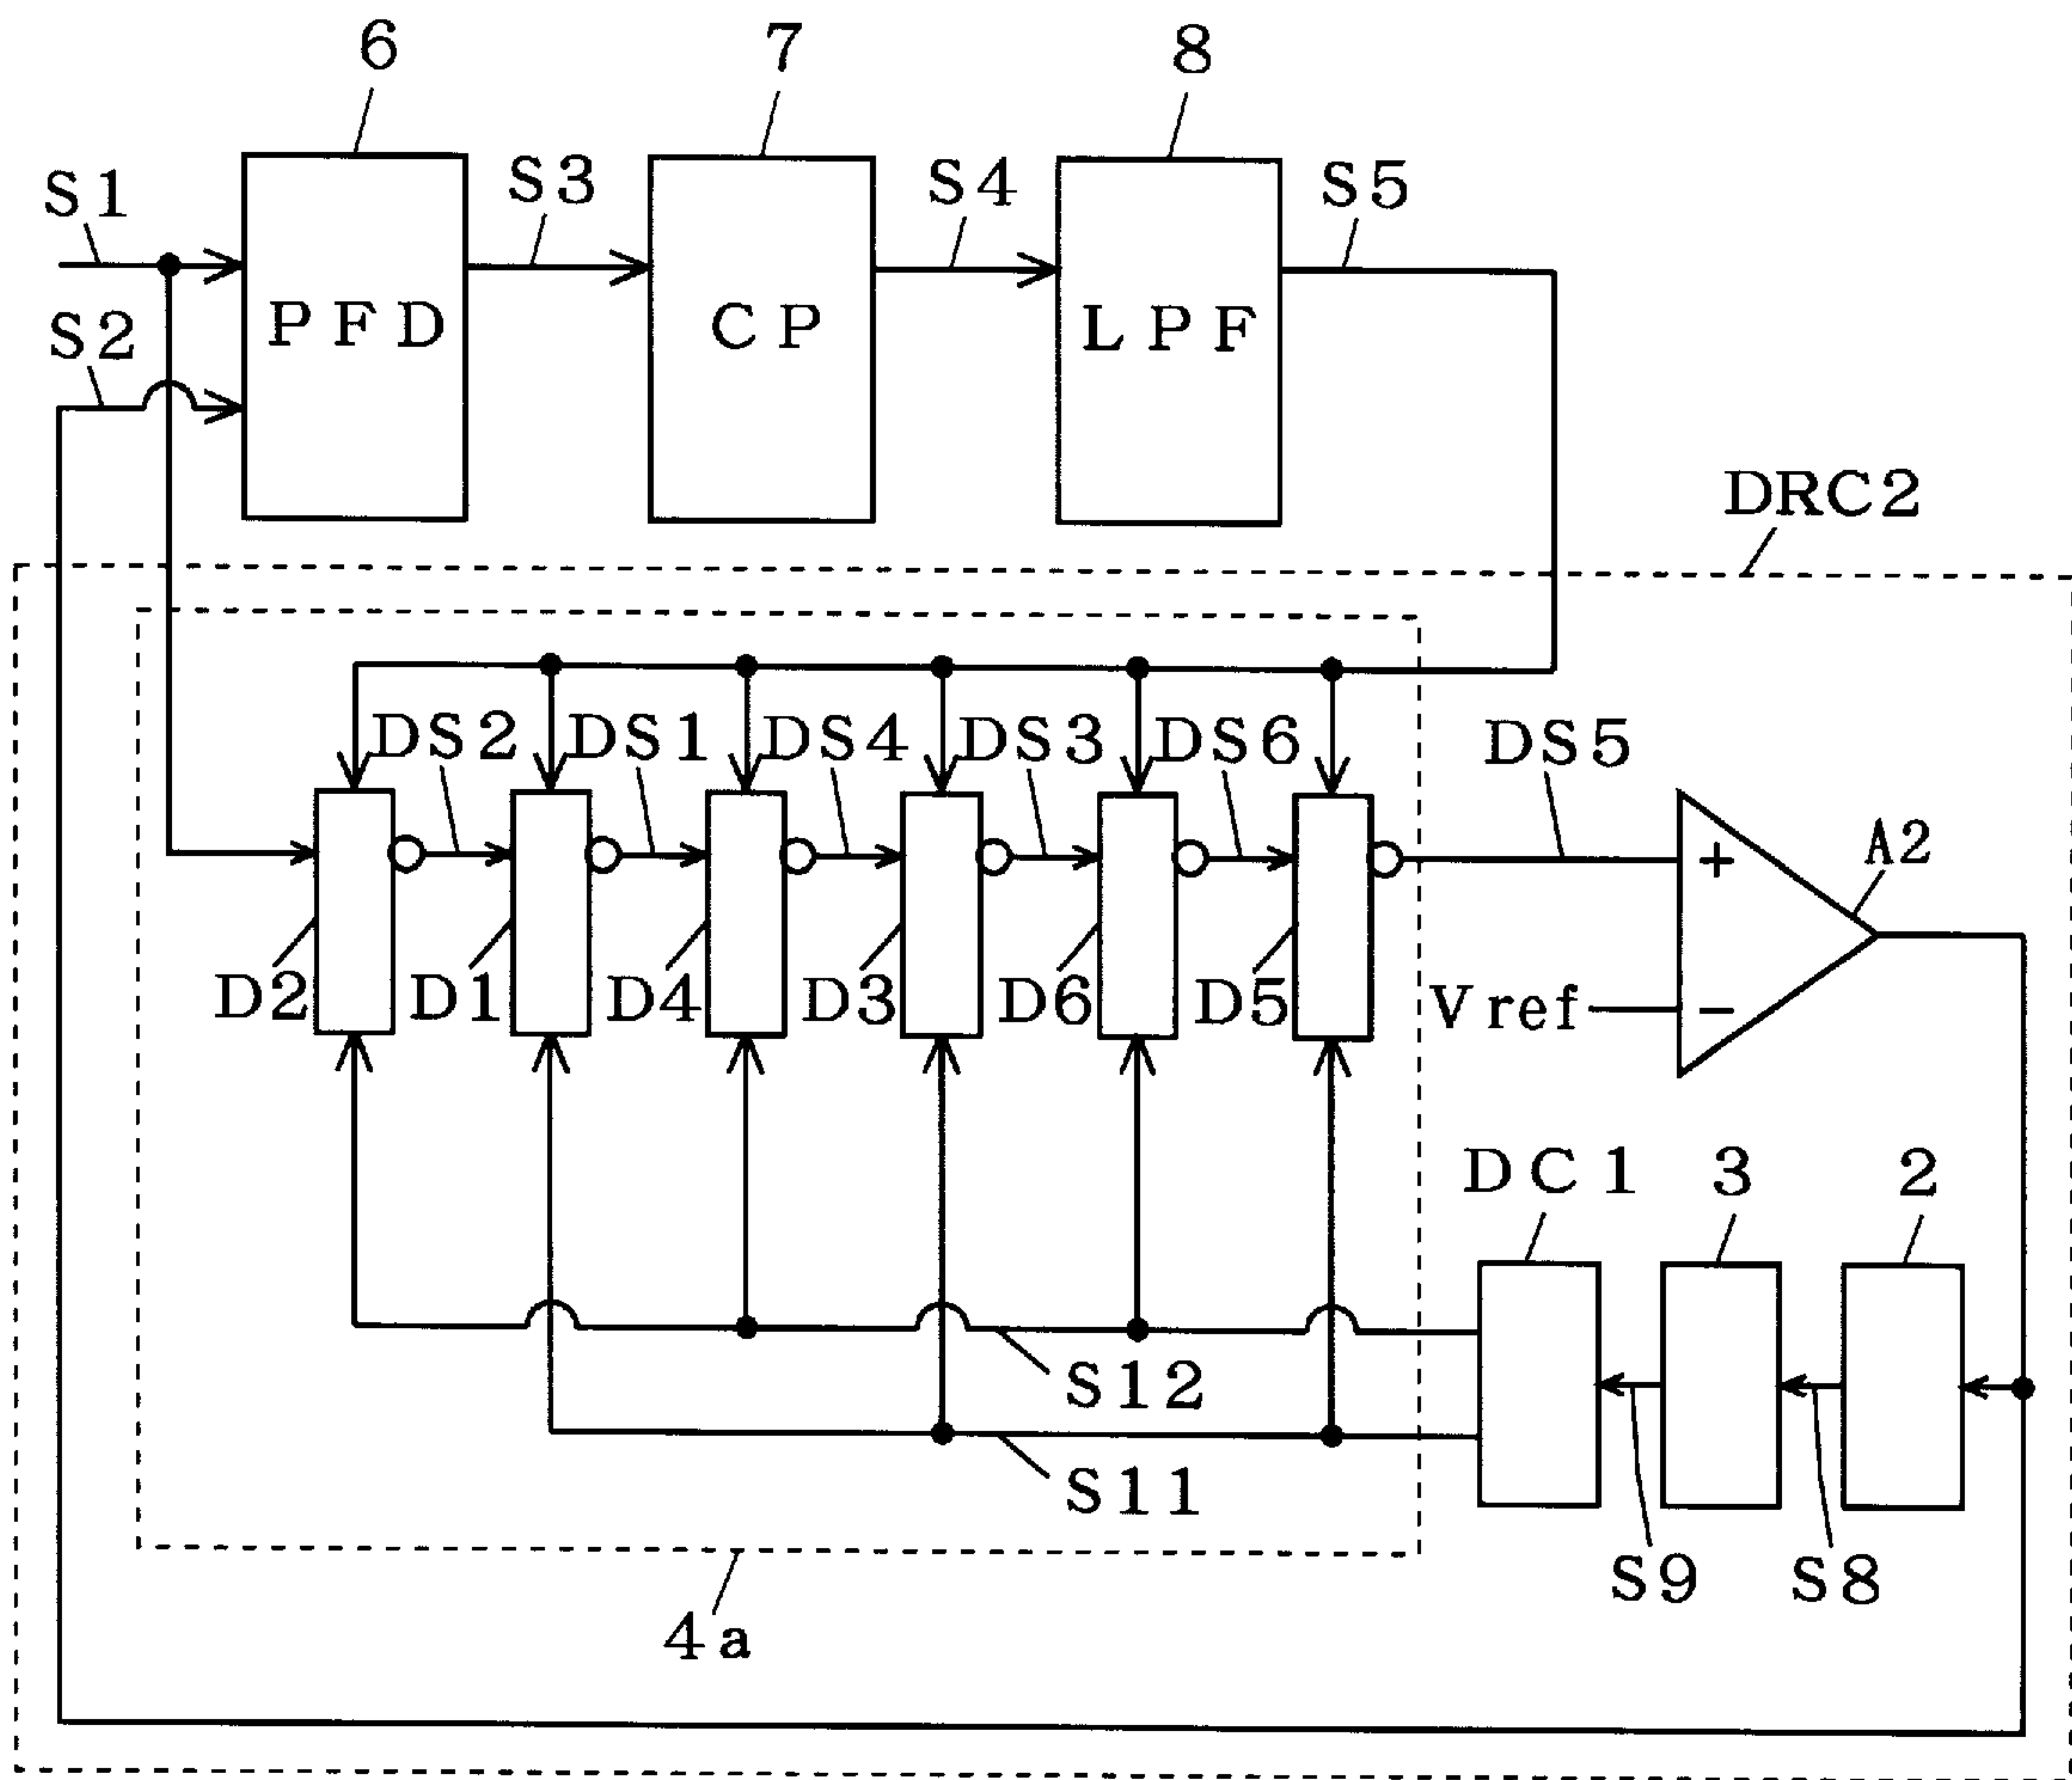 6
7
8
S1
S3
S4
S5
S2
PFD
CP
LPF
DRC2
DS2
DS1
DS4
DS3
DS6
DS5
A2
+
D2
D1
D4
D3
D6
D5
Vref
−
DC1
3
2
S12
S11
S9
S8
4a